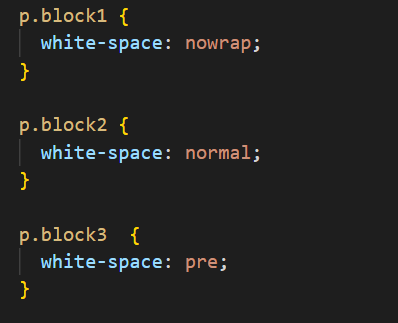 p.block1 {
  white-space: nowrap;
}

p.block2 {
  white-space: normal;
}

p.block3  {
  white-space: pre;
}